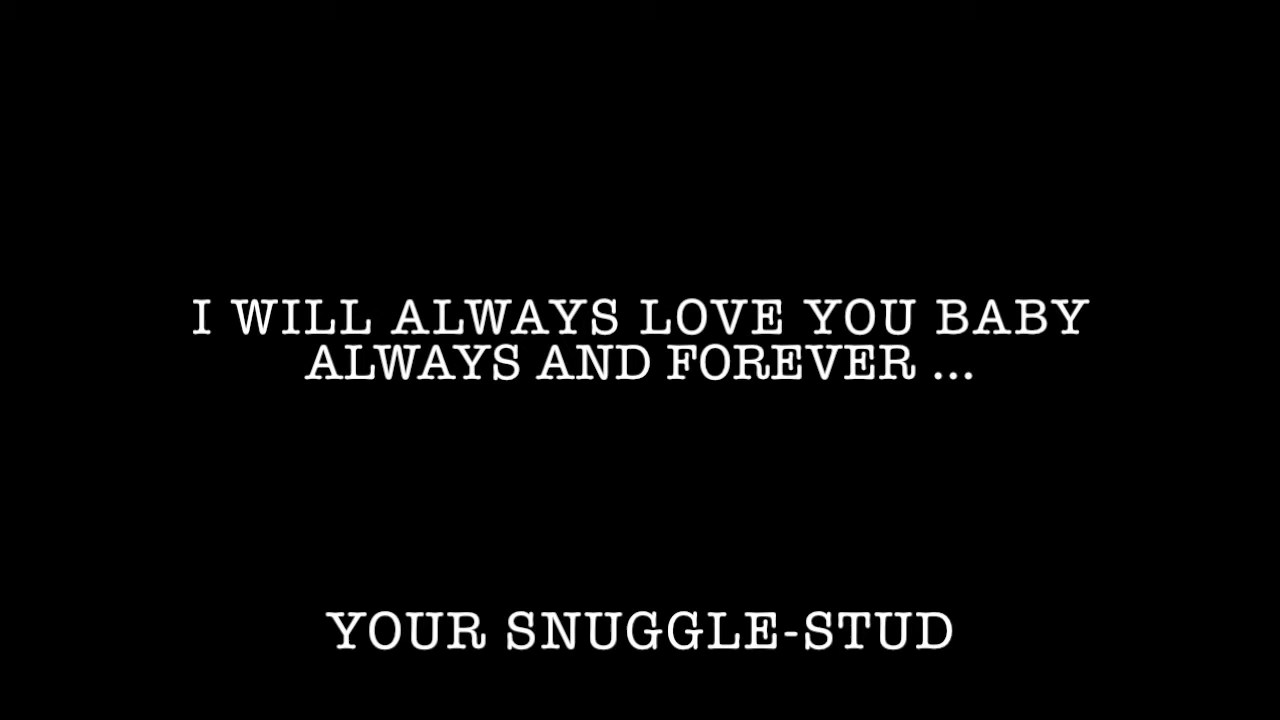 I WILL ALWAYS LOVE YOU BABY
ALWAYS AND FOREVER ...
YOUR SNUGGLE-STUD